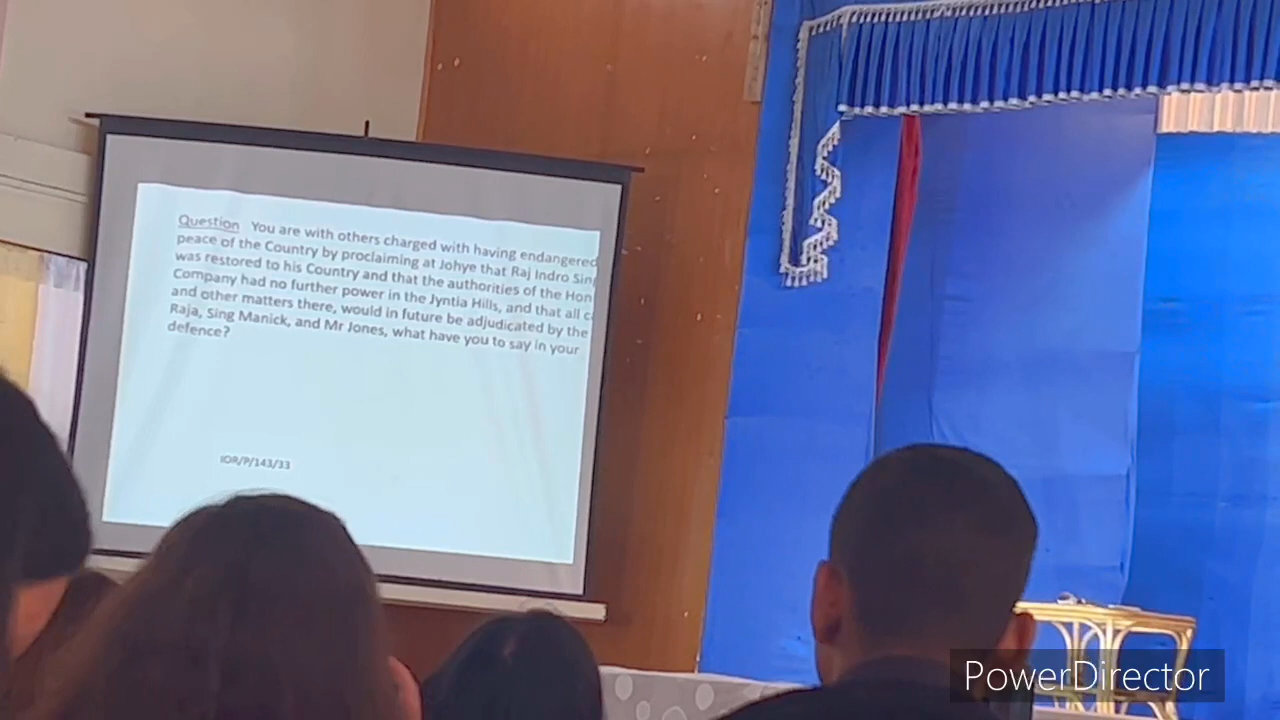 Question You are with others charged with having endangered
peace of the Country by proclaiming at Johye that Raj Indro Sin
was restored to his Country and that the authorities of the Hon
Company had no further power in the Jyntia Hills, and that all c
and other matters there, would in future be adjudicated by the
Raja, Sing Manick, and Mr Jones, what have you to say in your
defence?
IOR/P/143/33
PowerDirector